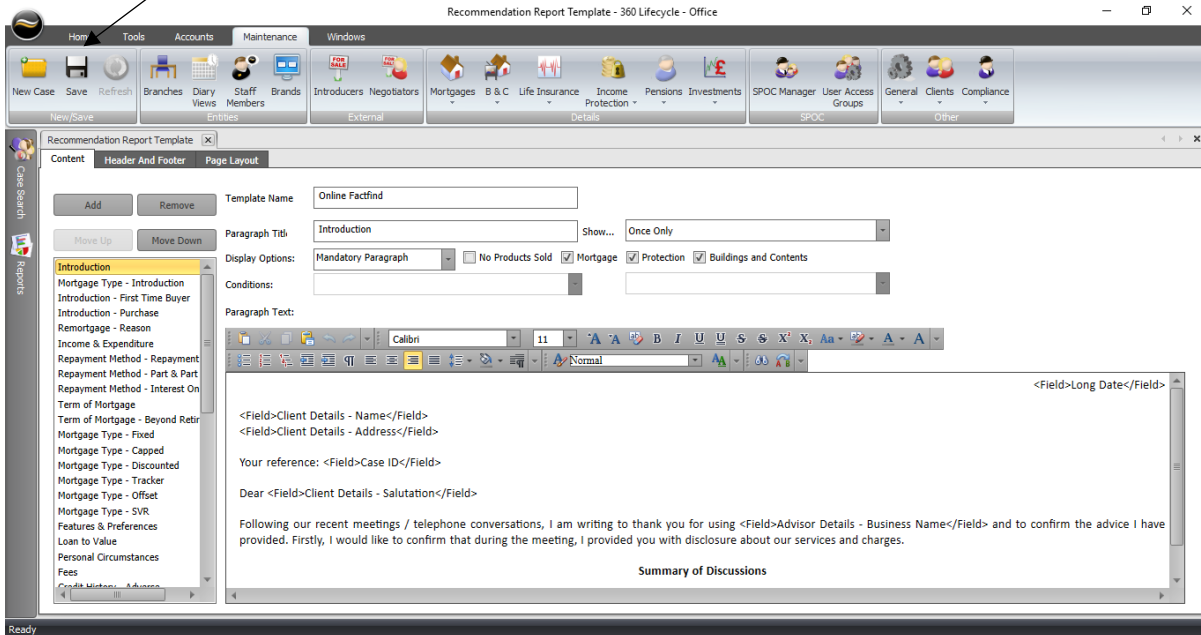 Recommendation Report Template - 360 Lifecycle - Office
Home Tools Accounts Maintenance Windows
New Case Save Refresh Branches Diary Views Staff Members Brands Introducers Negotiators Mortgages B & C Life Insurance Income Protection Pensions Investments SPOC Manager User Access Groups General Clients Compliance
New/Save Entities External Details SPOC Other
Case Search
Reports
Recommendation Report Template
Content Header And Footer Page Layout
Add Remove
Move Up Move Down
Introduction
Mortgage Type - Introduction
Introduction - First Time Buyer
Introduction - Purchase
Remortgage - Reason
Income & Expenditure
Repayment Method - Repayment
Repayment Method - Part & Part
Repayment Method - Interest On
Term of Mortgage
Term of Mortgage - Beyond Retir
Mortgage Type - Fixed
Mortgage Type - Capped
Mortgage Type - Discounted
Mortgage Type - Tracker
Mortgage Type - Offset
Mortgage Type - SVR
Features & Preferences
Loan to Value
Personal Circumstances
Fees
Credit History - Adverse
Template Name Online Factfind
Paragraph Title Introduction Show... Once Only
Display Options: Mandatory Paragraph No Products Sold Mortgage Protection Buildings and Contents
Conditions:
Paragraph Text:
Calibri 11
Normal
<Field>Long Date</Field>
<Field>Client Details - Name</Field>
<Field>Client Details - Address</Field>
Your reference: <Field>Case ID</Field>
Dear <Field>Client Details - Salutation</Field>
Following our recent meetings / telephone conversations, I am writing to thank you for using <Field>Advisor Details - Business Name</Field> and to confirm the advice I have
provided. Firstly, I would like to confirm that during the meeting, I provided you with disclosure about our services and charges.
Summary of Discussions
Ready